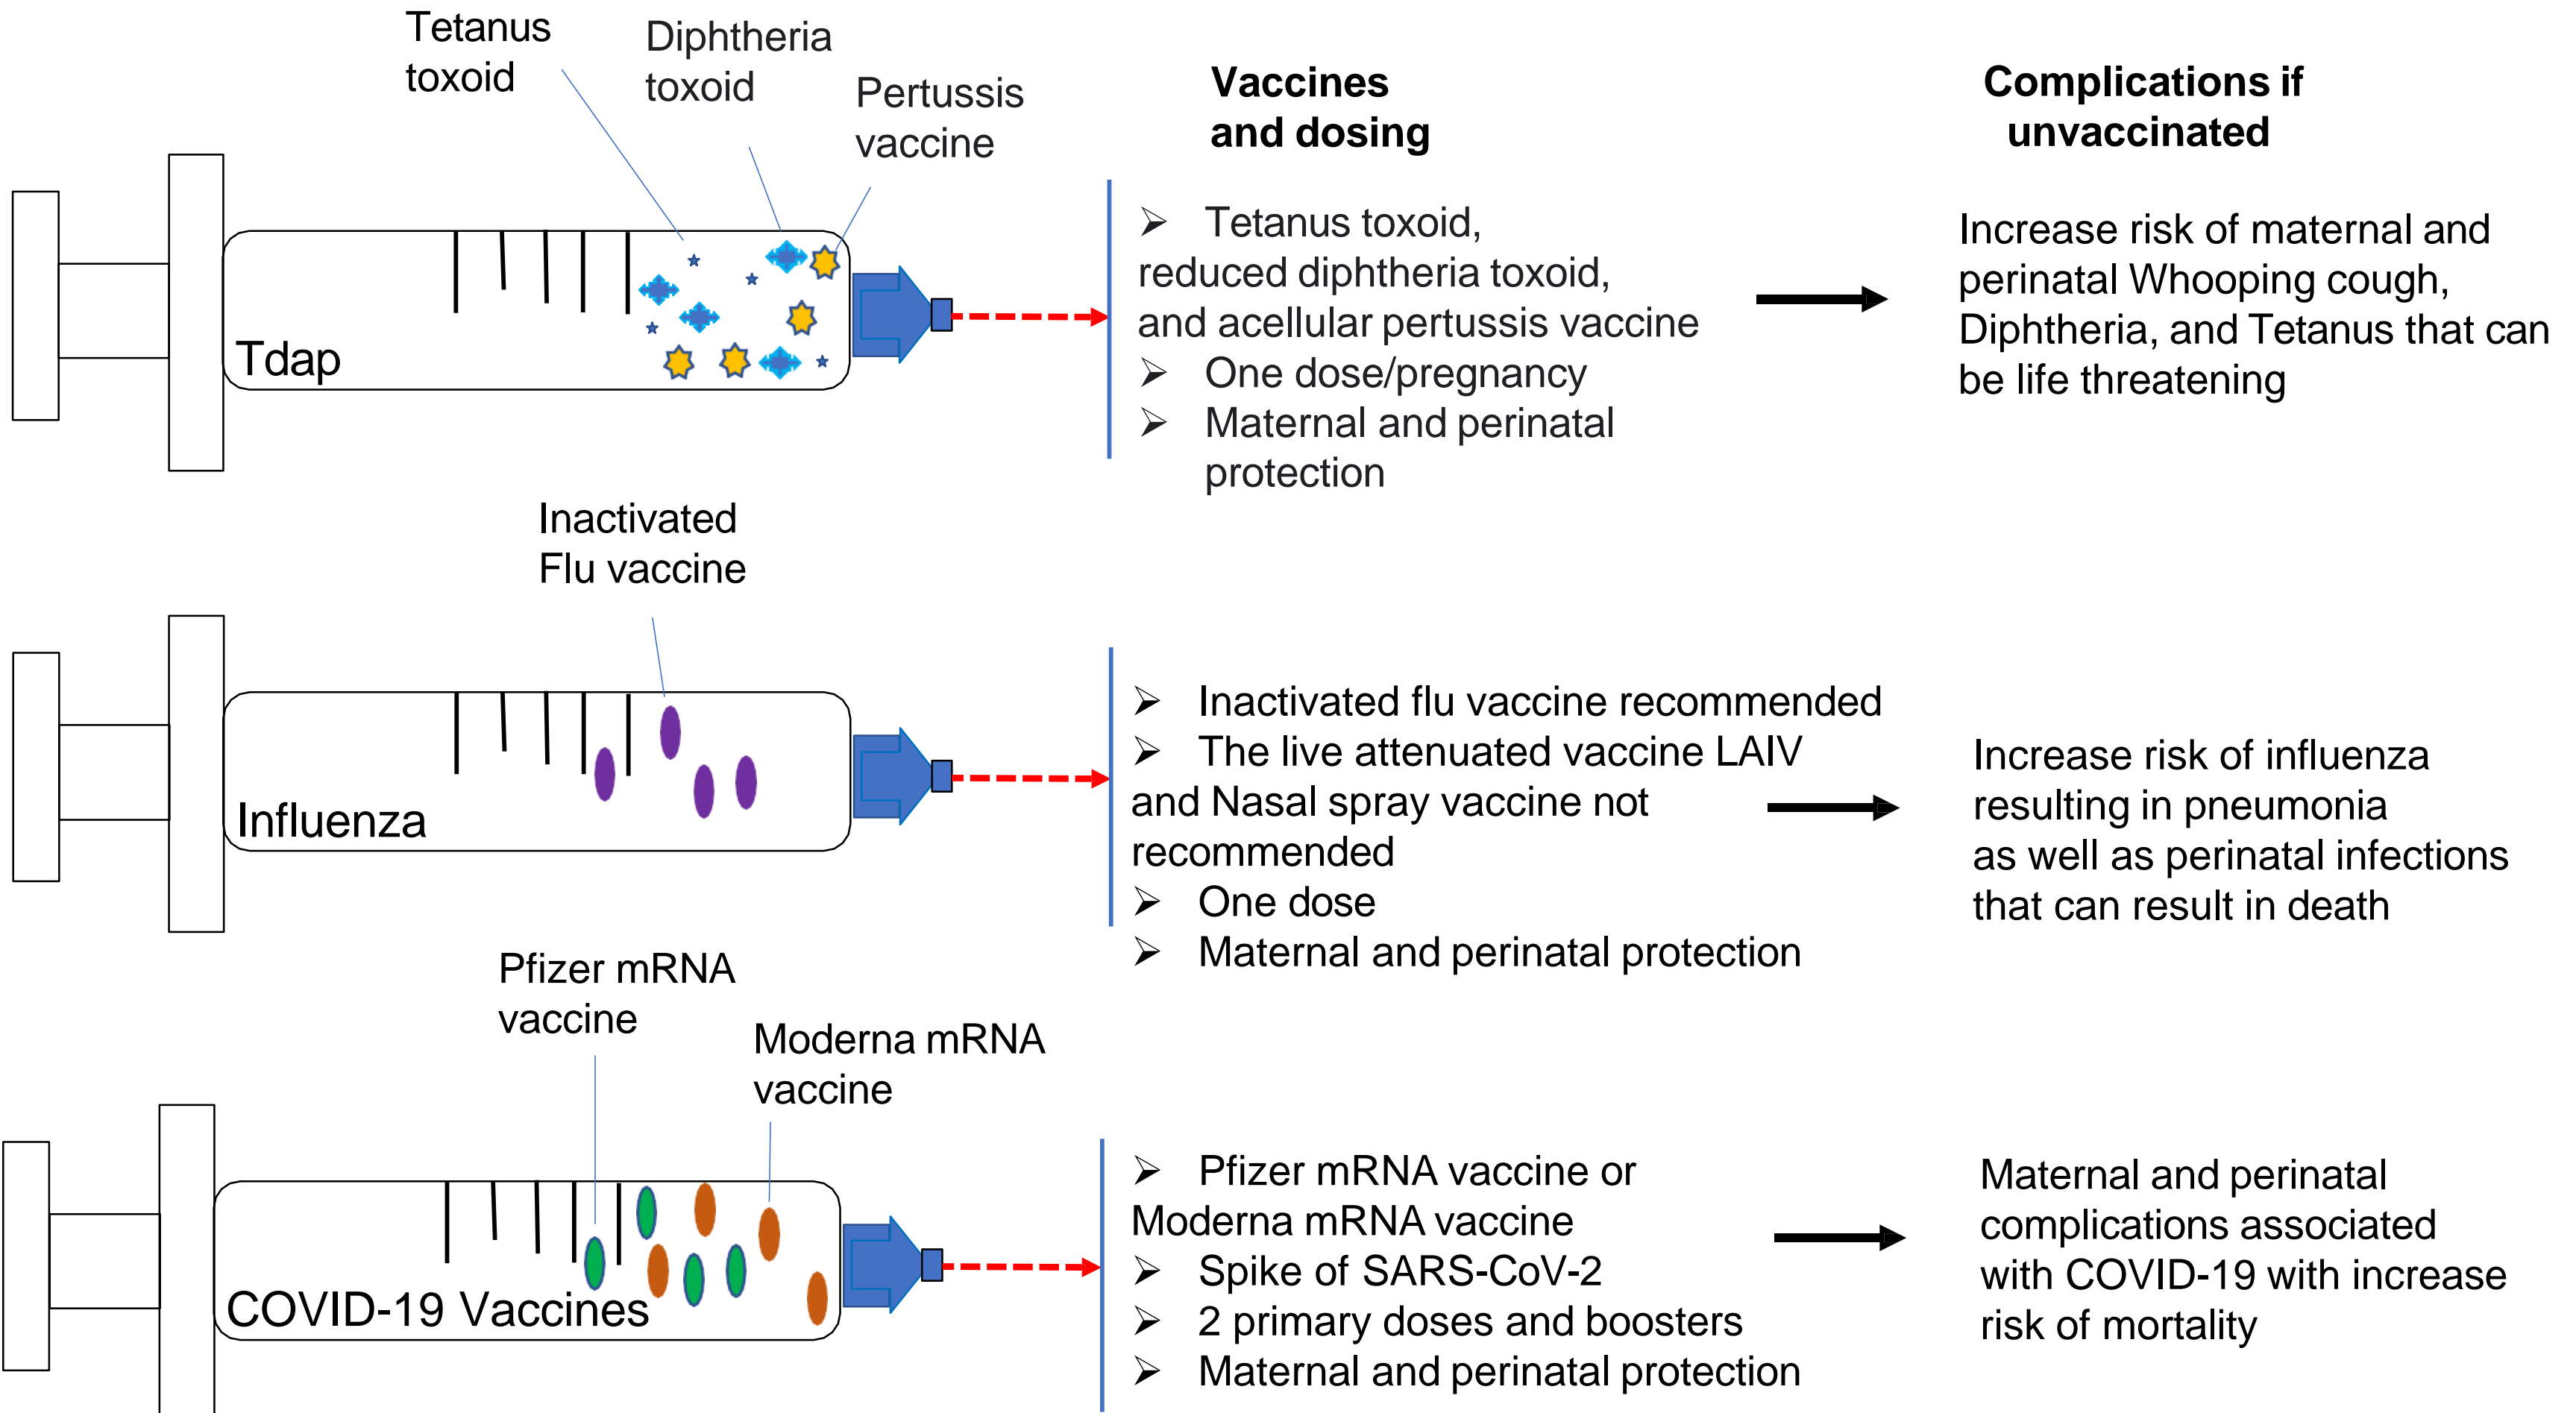 Tetanus
toxoid
Diphtheria
toxoid
Pertussis
vaccine
Vaccines
and dosing
Complications if
unvaccinated
Tdap
➢ Tetanus toxoid,
reduced diphtheria toxoid,
and acellular pertussis vaccine
➢ One dose/pregnancy
➢ Maternal and perinatal
protection
Increase risk of maternal and
perinatal Whooping cough,
Diphtheria, and Tetanus that can
be life threatening
Inactivated
Flu vaccine
Influenza
➢ Inactivated flu vaccine recommended
➢ The live attenuated vaccine LAIV
and Nasal spray vaccine not
recommended
➢ One dose
➢ Maternal and perinatal protection
Increase risk of influenza
resulting in pneumonia
as well as perinatal infections
that can result in death
Pfizer mRNA
vaccine
Moderna mRNA
vaccine
COVID-19 Vaccines
➢ Pfizer mRNA vaccine or
Moderna mRNA vaccine
➢ Spike of SARS-CoV-2
➢ 2 primary doses and boosters
➢ Maternal and perinatal protection
Maternal and perinatal
complications associated
with COVID-19 with increase
risk of mortality